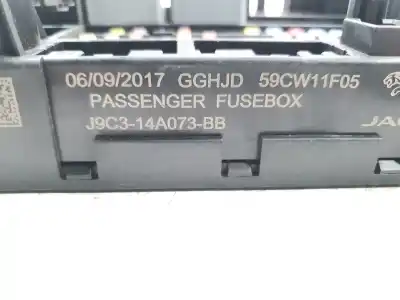 06/09/2017 GGHJD 59CW11F05
PASSENGER FUSEBOX
J9C3-14A073-BB